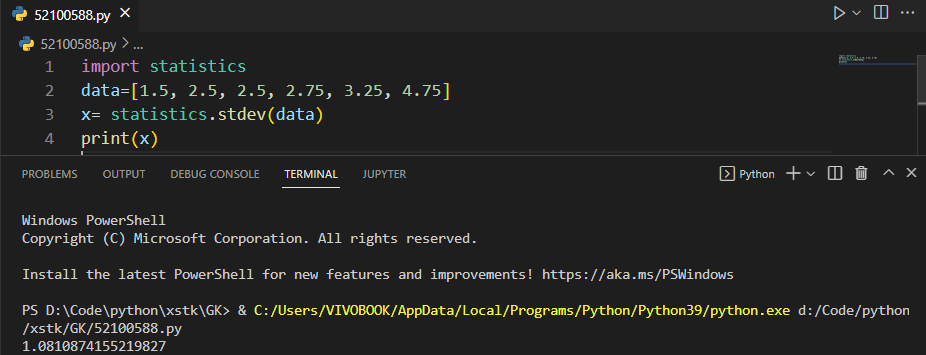 52100588.py
52100588.py > ...
1 import statistics
2 data=[1.5, 2.5, 2.5, 2.75, 3.25, 4.75]
3 x= statistics.stdev(data)
4 print(x)
PROBLEMS OUTPUT DEBUG CONSOLE TERMINAL JUPYTER Python
Windows PowerShell
Copyright (C) Microsoft Corporation. All rights reserved.
Install the latest PowerShell for new features and improvements! https://aka.ms/PSWindows
PS D:\Code\python\xstk\GK> & C:/Users/VIVOBOOK/AppData/Local/Programs/Python/Python39/python.exe d:/Code/python
/xstk/GK/52100588.py
1.0810874155219827